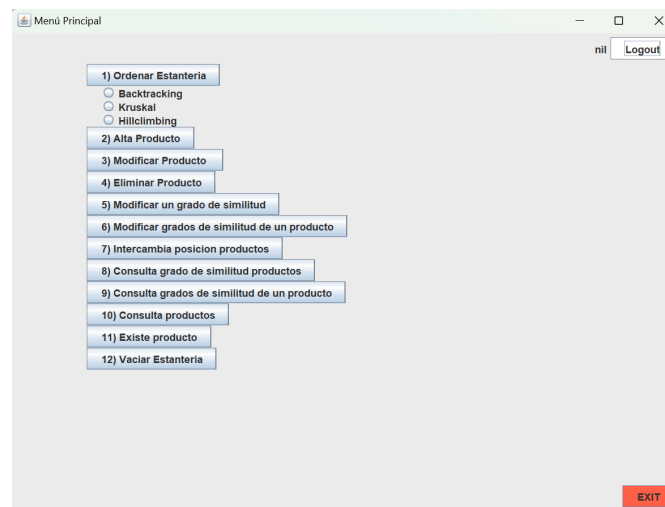 Menú Principal
nil Logout
1) Ordenar Estanteria
Backtracking
Kruskal
Hillclimbing
2) Alta Producto
3) Modificar Producto
4) Eliminar Producto
5) Modificar un grado de similitud
6) Modificar grados de similitud de un producto
7) Intercambia posicion productos
8) Consulta grado de similitud productos
9) Consulta grados de similitud de un producto
10) Consulta productos
11) Existe producto
12) Vaciar Estanteria
EXIT